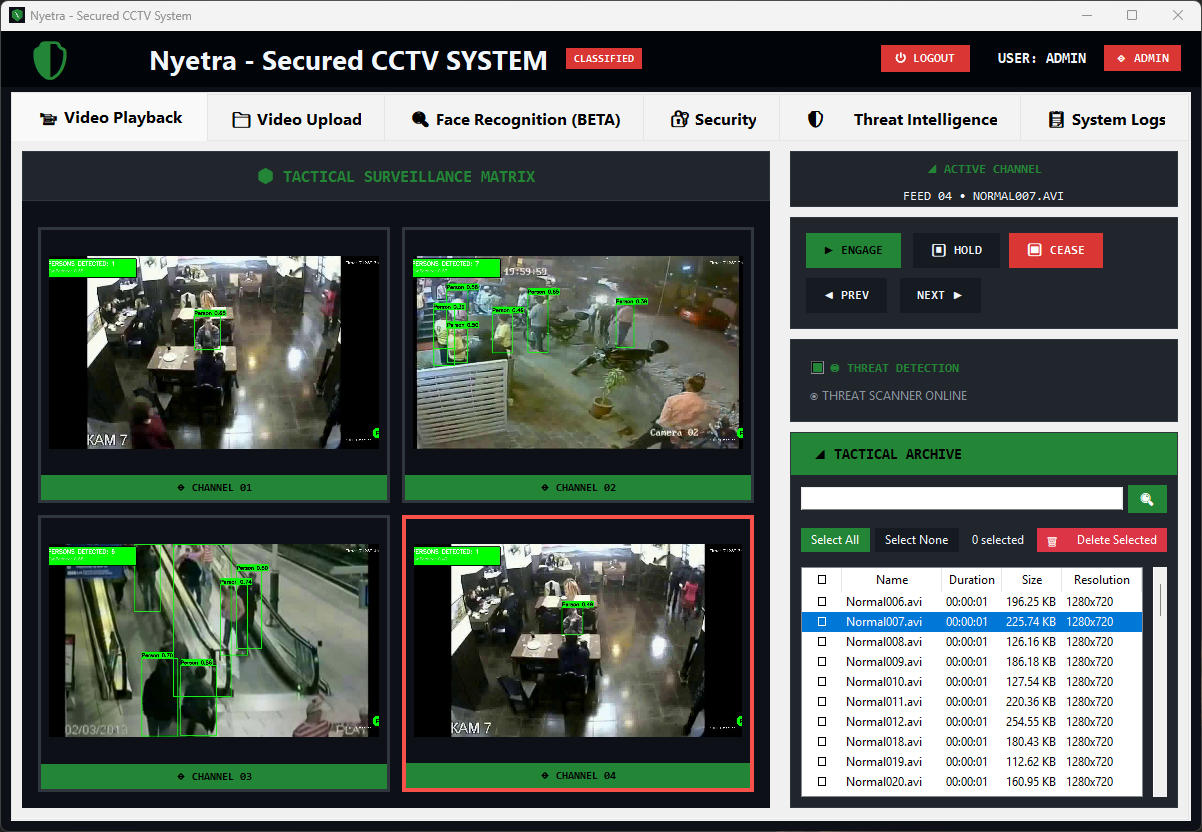 Nyetra - Secured CCTV System
Nyetra - Secured CCTV SYSTEM
CLASSIFIED
LOGOUT
USER: ADMIN
ADMIN
Video Playback
Video Upload
Face Recognition (BETA)
Security
Threat Intelligence
System Logs
TACTICAL SURVEILLANCE MATRIX
PERSONS DETECTED: 1
Person 0.65
KAM 7
CHANNEL 01
PERSONS DETECTED: 7
19:59:59
Camera 02
CHANNEL 02
PERSONS DETECTED: 6
Person 0.60
Person 0.74
Person 0.70
02/03/2013
CHANNEL 03
PERSONS DETECTED: 1
KAM 7
CHANNEL 04
ACTIVE CHANNEL
FEED 04 • NORMAL007.AVI
ENGAGE
HOLD
CEASE
PREV
NEXT
THREAT DETECTION
THREAT SCANNER ONLINE
TACTICAL ARCHIVE
Select All Select None 0 selected Delete Selected
Name Duration Size Resolution
Normal006.avi 00:00:01 196.25 KB 1280x720
Normal007.avi 00:00:01 225.74 KB 1280x720
Normal008.avi 00:00:01 126.16 KB 1280x720
Normal009.avi 00:00:01 186.18 KB 1280x720
Normal010.avi 00:00:01 127.54 KB 1280x720
Normal011.avi 00:00:01 220.36 KB 1280x720
Normal012.avi 00:00:01 254.55 KB 1280x720
Normal018.avi 00:00:01 180.43 KB 1280x720
Normal019.avi 00:00:01 112.62 KB 1280x720
Normal020.avi 00:00:01 160.95 KB 1280x720